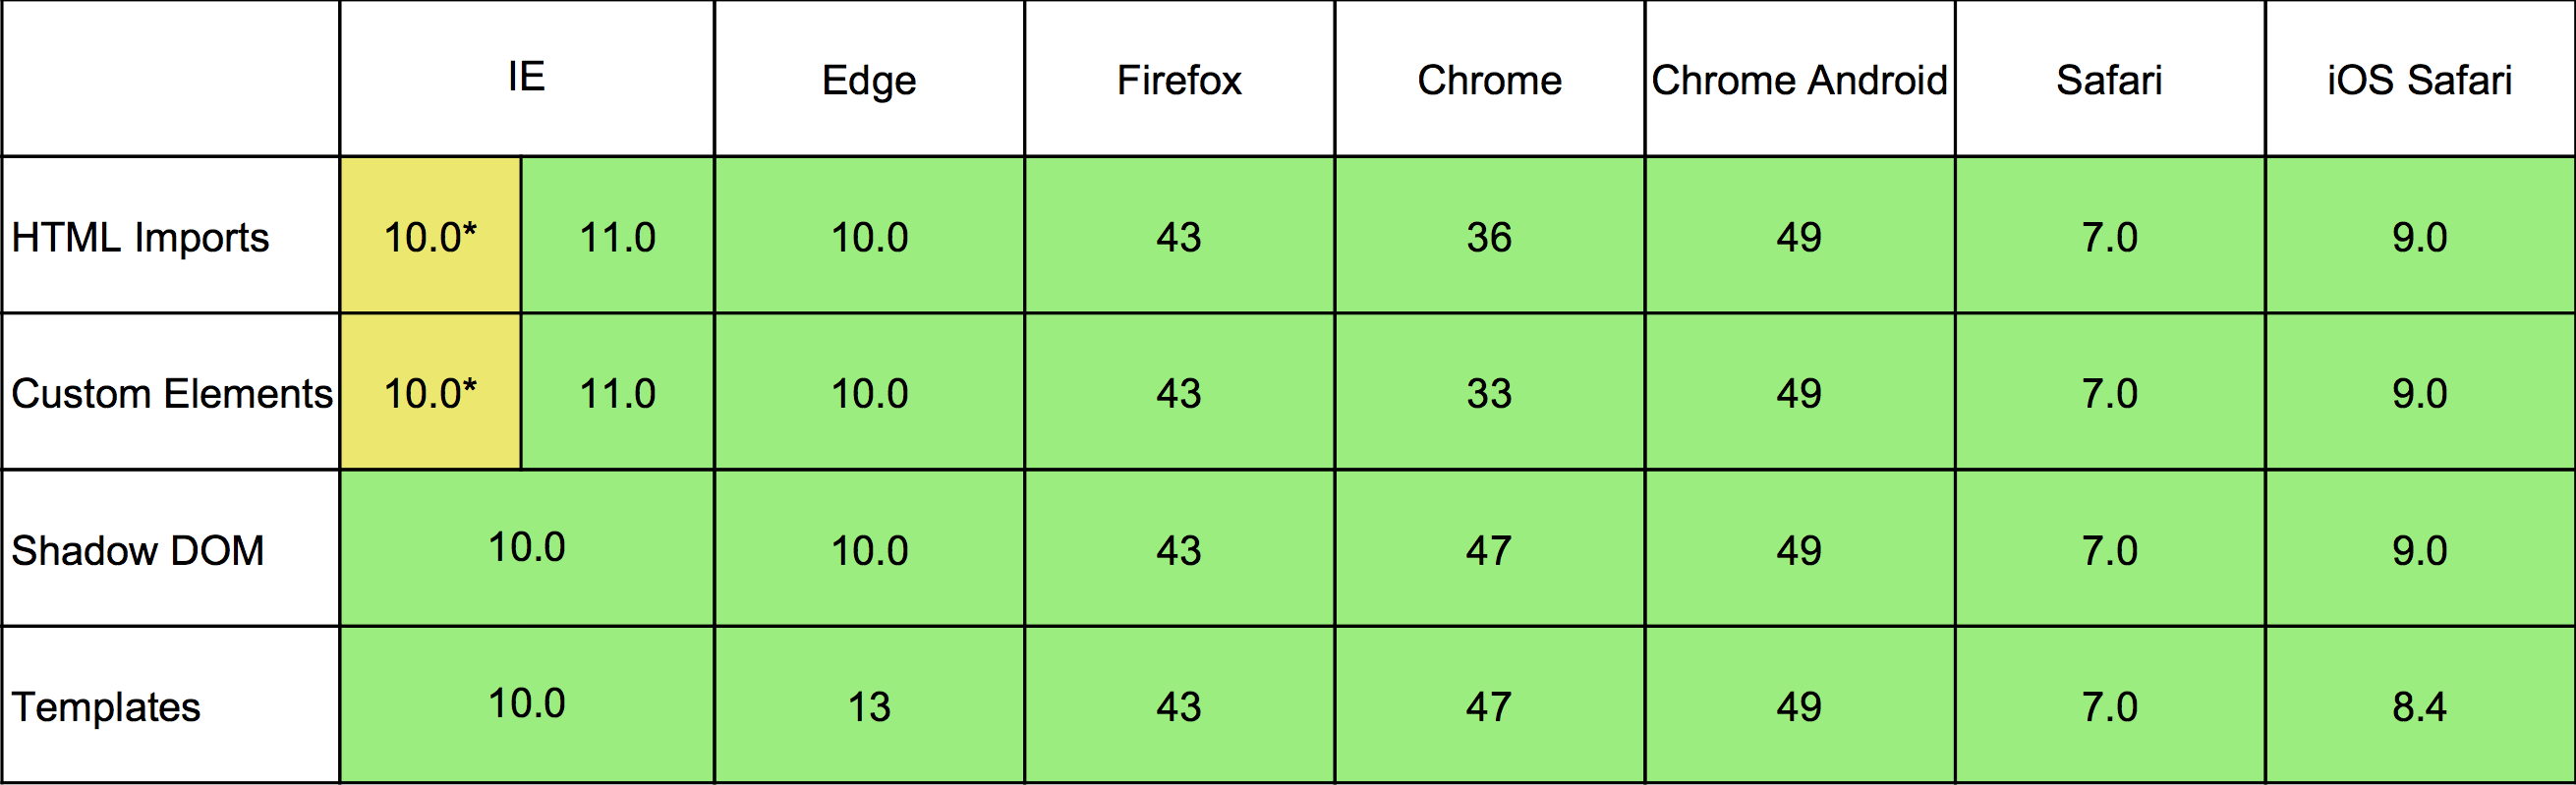 IE Edge Firefox Chrome Chrome Android Safari iOS Safari
HTML Imports 10.0* 11.0 10.0 43 36 49 7.0 9.0
Custom Elements 10.0* 11.0 10.0 43 33 49 7.0 9.0
Shadow DOM 10.0 10.0 43 47 49 7.0 9.0
Templates 10.0 13 43 47 49 7.0 8.4